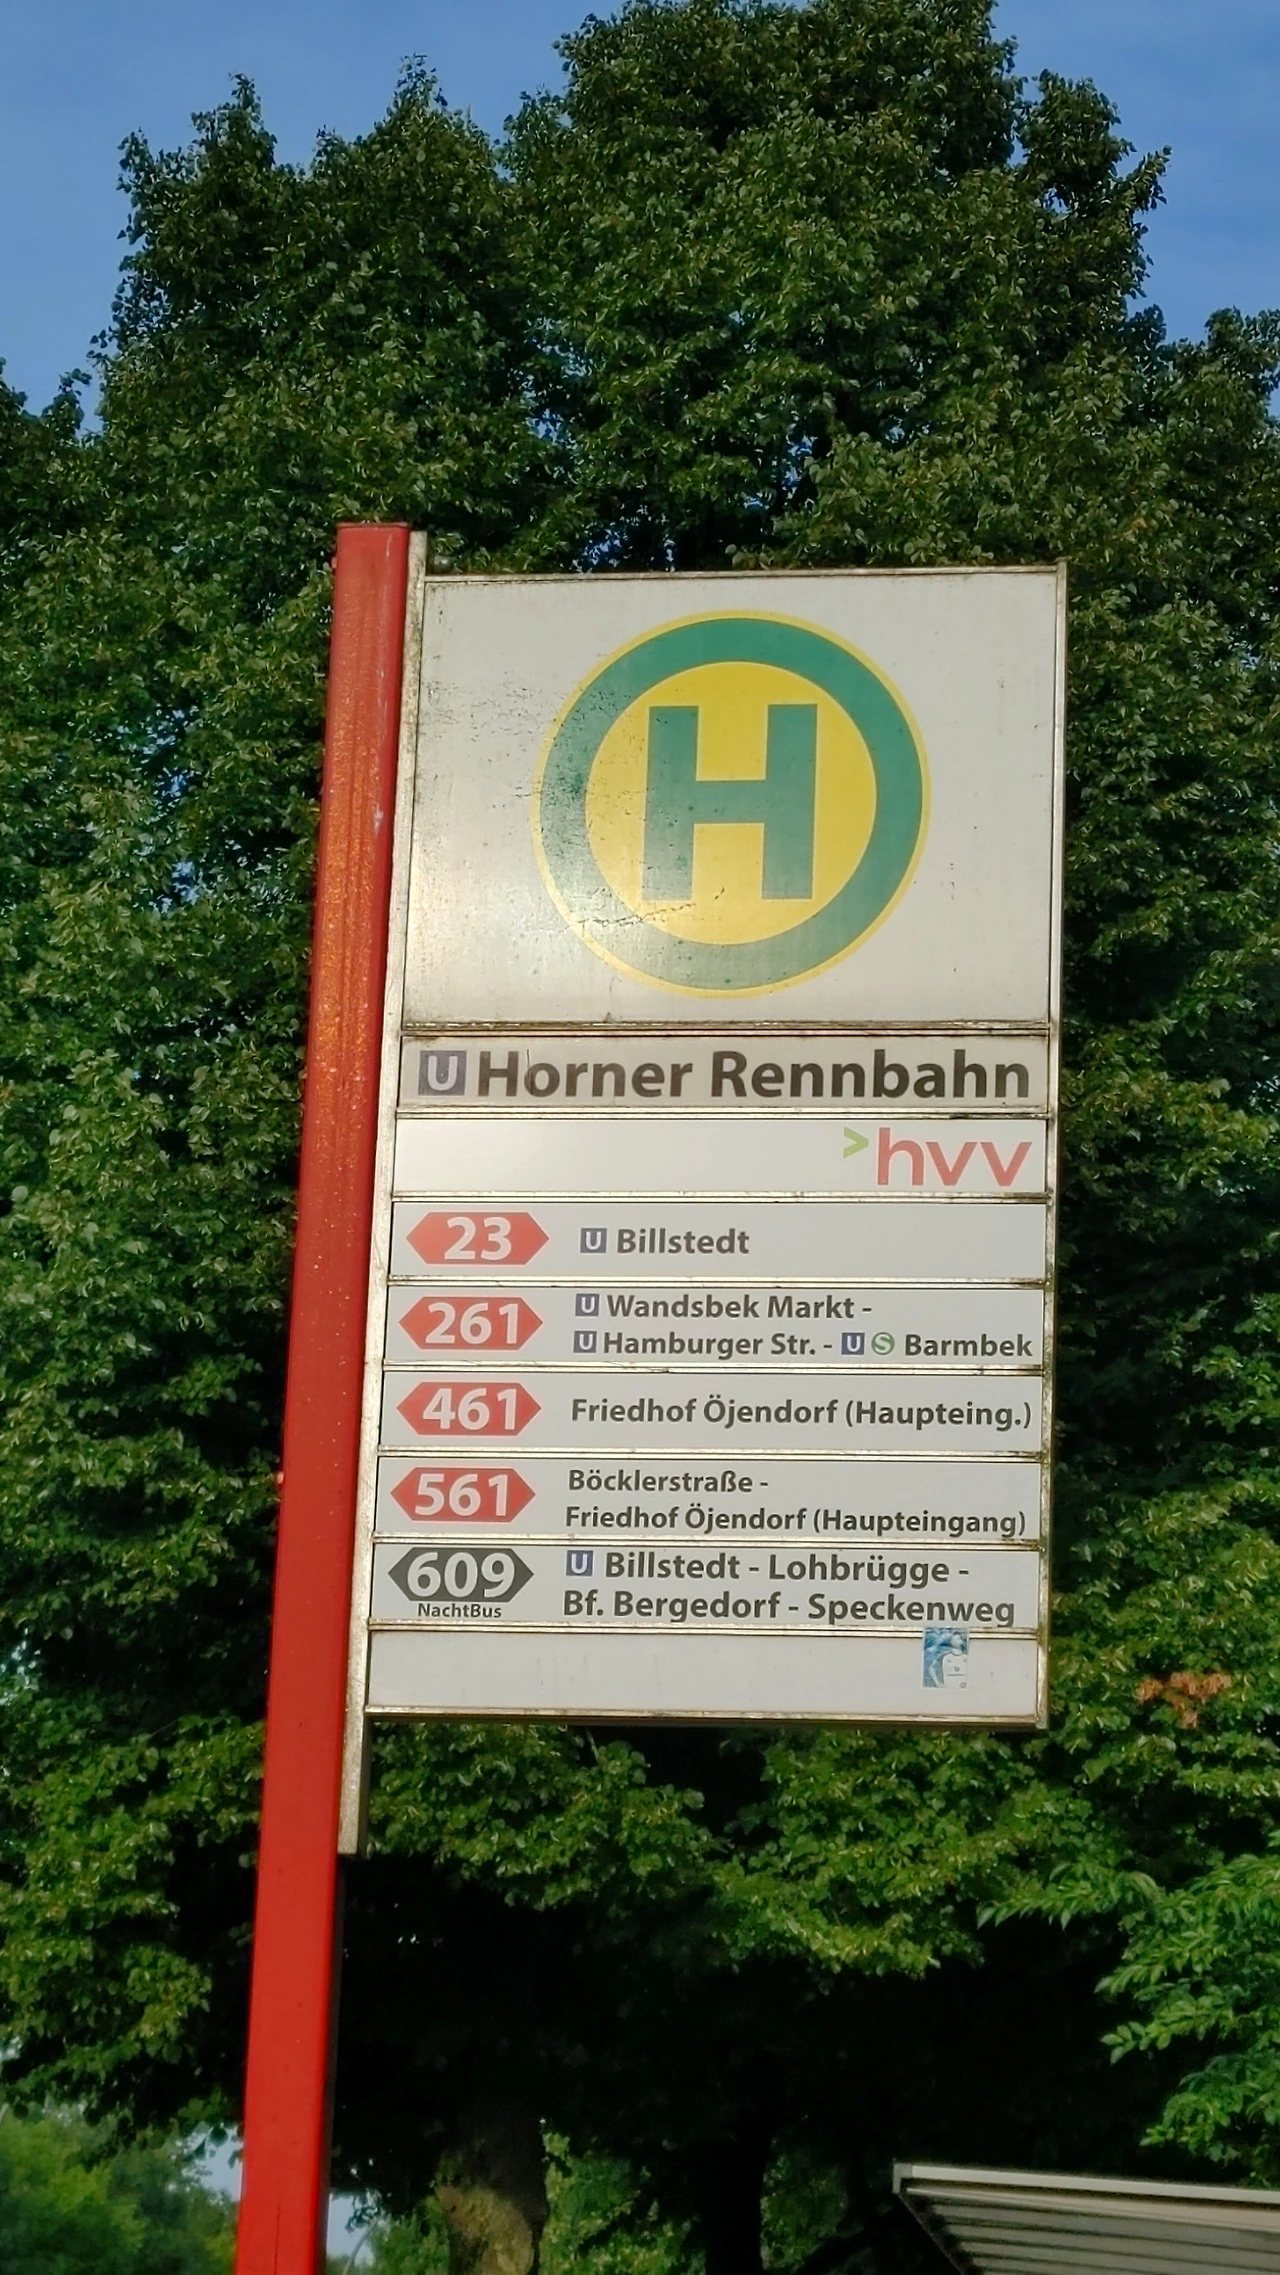 H
U Horner Rennbahn
>hvv
23 U Billstedt
261 U Wandsbek Markt -
U Hamburger Str. - U S Barmbek
461 Friedhof Öjendorf (Haupteing.)
561 Böcklerstraße -
Friedhof Öjendorf (Haupteingang)
609 U Billstedt - Lohbrügge -
NachtBus Bf. Bergedorf - Speckenweg